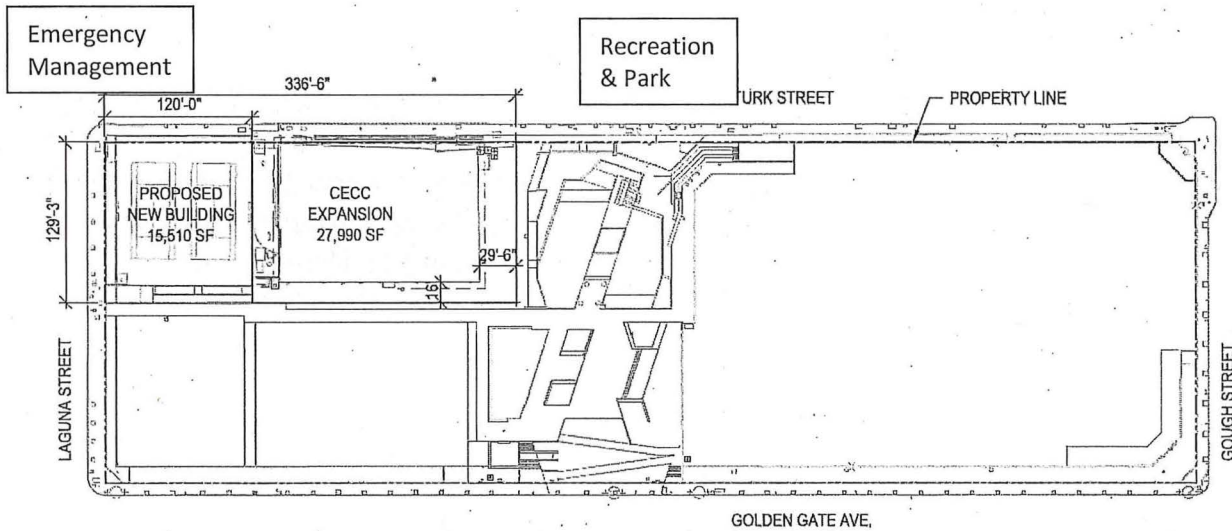 Emergency
Management
Recreation
& Park
336'-6"
120'-0"
TURK STREET
PROPERTY LINE
129'-3"
PROPOSED
NEW BUILDING
15,510 SF
CECC
EXPANSION
27,990 SF
29'-6"
16'
LAGUNA STREET
GOUGH STREET
GOLDEN GATE AVE,